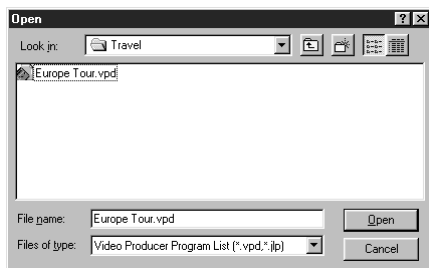 Open
Look in: Travel
Europe Tour.vpd
File name: Europe Tour.vpd Open
Files of type: Video Producer Program List (*.vpd,*.jlp) Cancel